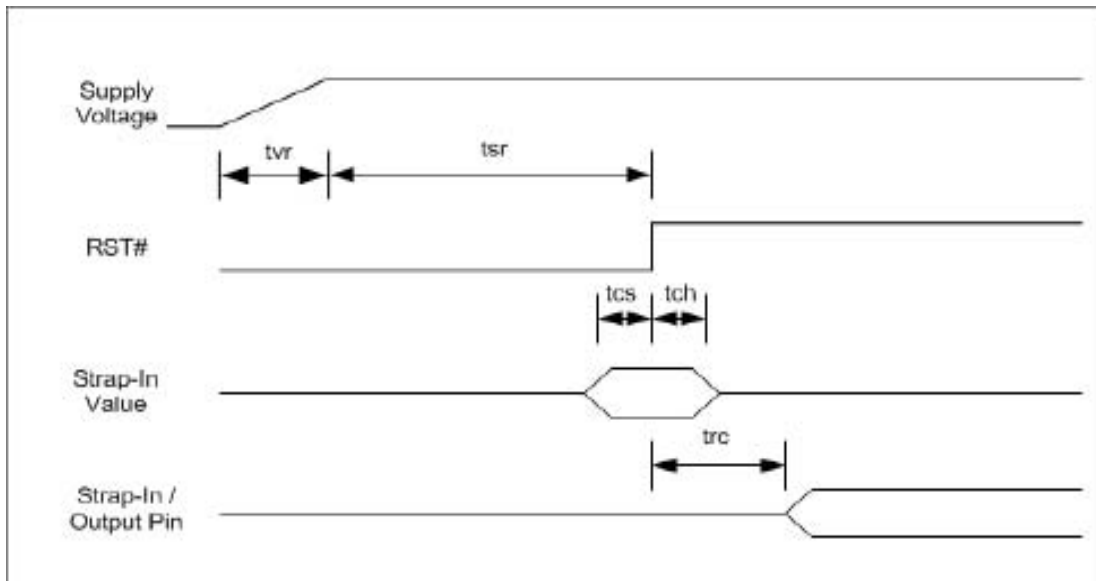 Supply
Voltage
tvr
tsr
RST#
tcs
tch
Strap-In
Value
trc
Strap-In /
Output Pin